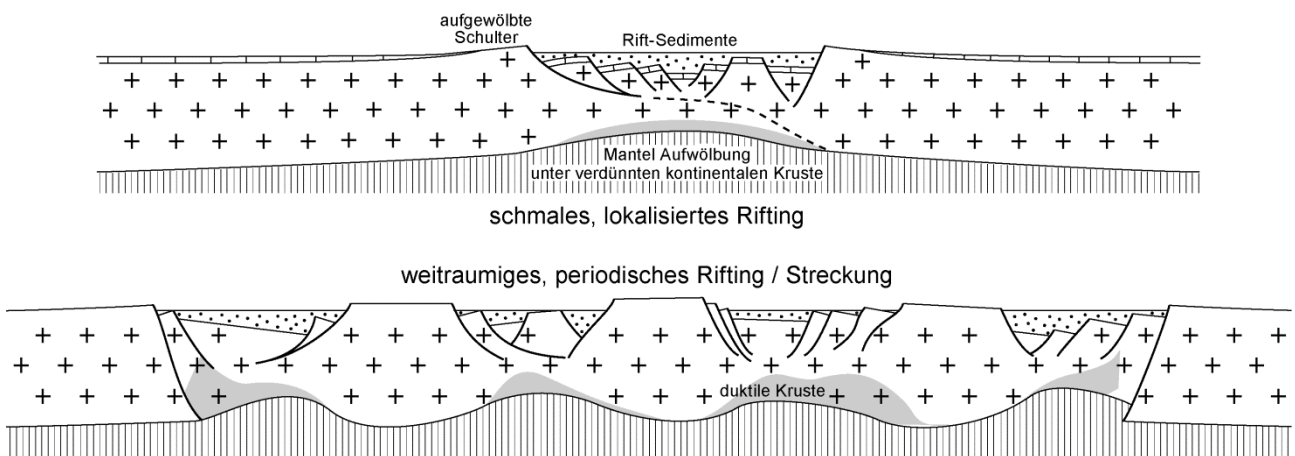 aufgewölbte
Schulter
Rift-Sedimente
Mantel Aufwölbung
unter verdünnten kontinentalen Kruste
schmales, lokalisiertes Rifting
weitraumiges, periodisches Rifting / Streckung
duktile Kruste